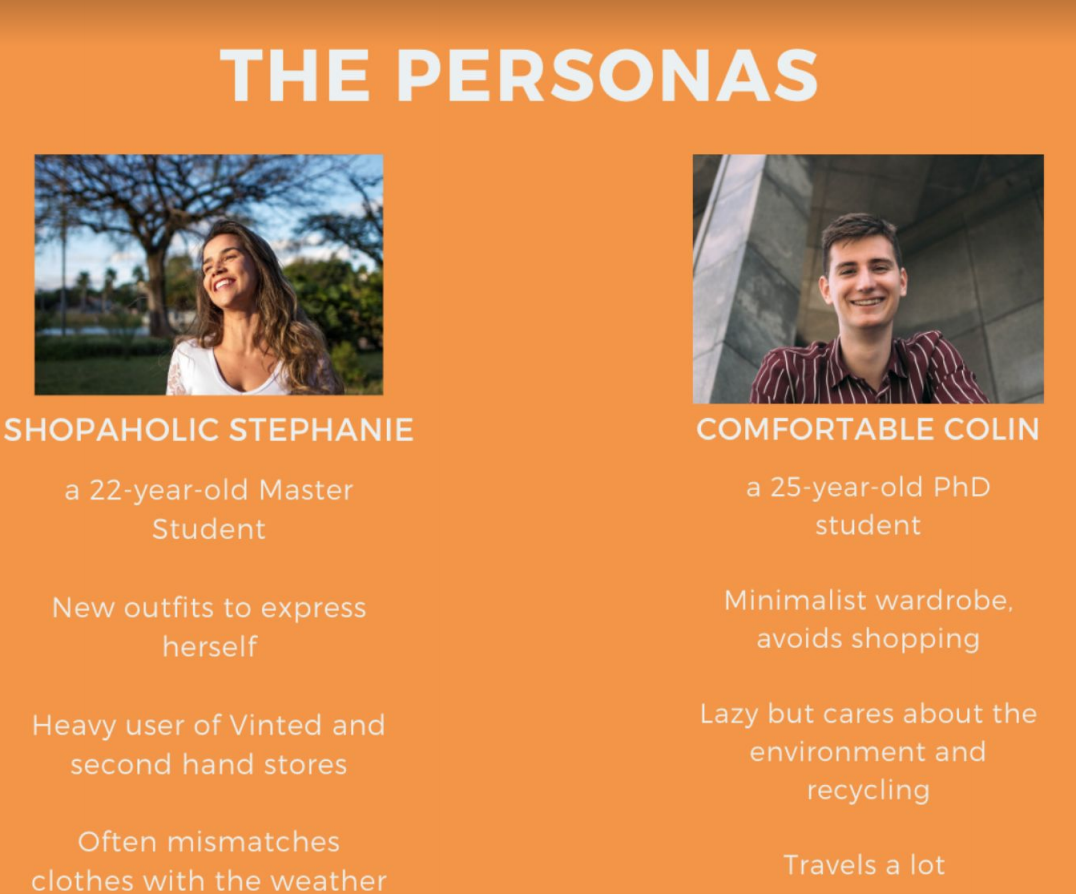 THE PERSONAS
SHOPAHOLIC STEPHANIE
a 22-year-old Master
Student
New outfits to express
herself
Heavy user of Vinted and
second hand stores
Often mismatches
clothes with the weather
COMFORTABLE COLIN
a 25-year-old PhD
student
Minimalist wardrobe,
avoids shopping
Lazy but cares about the
environment and
recycling
Travels a lot